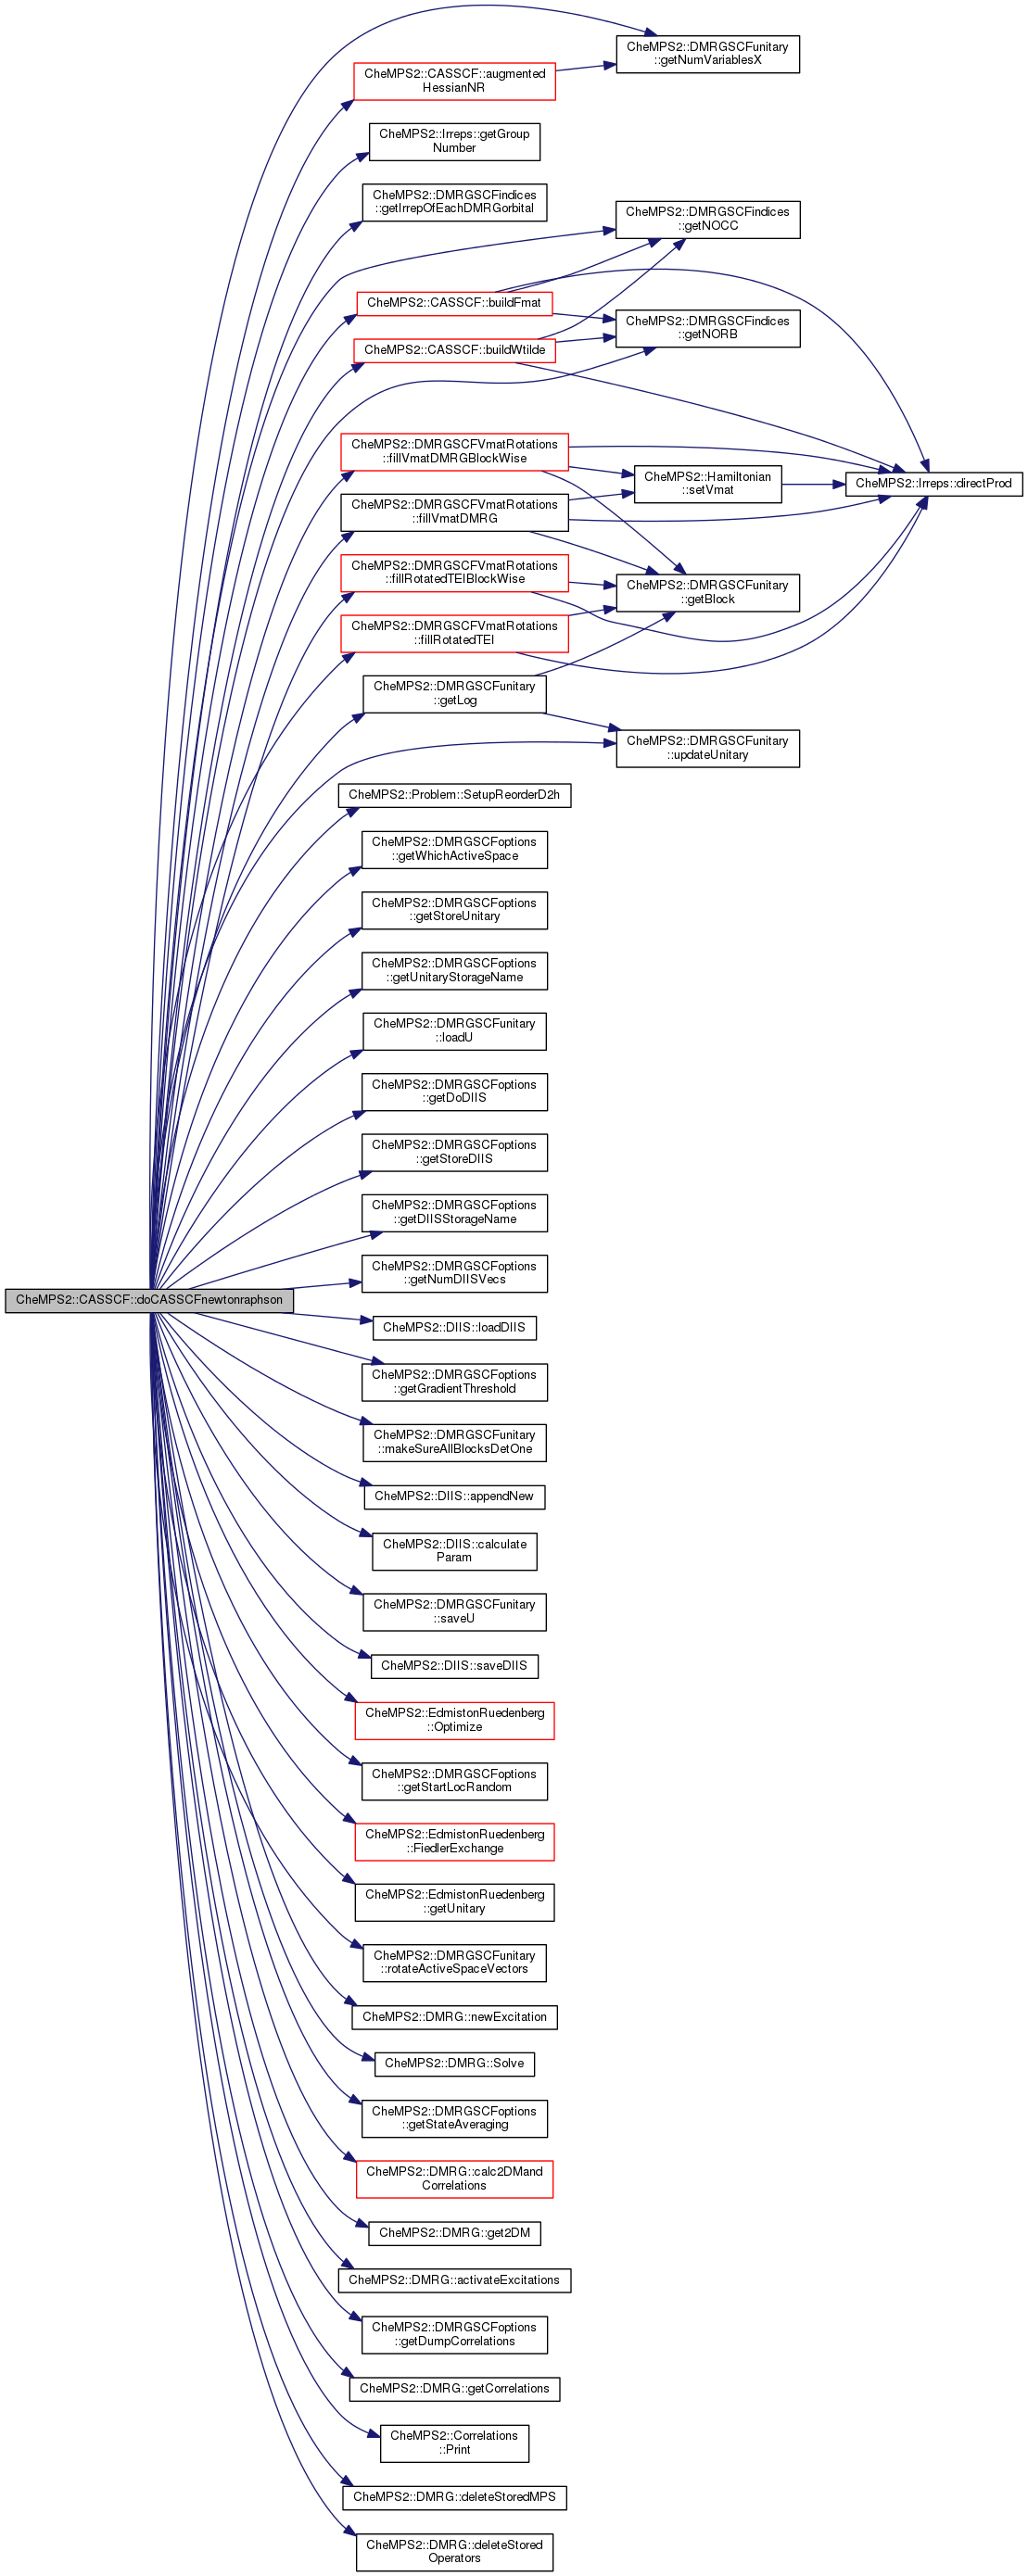 CheMPS2::DMRGSCFunitary
::getNumVariablesX
CheMPS2::CASSCF::augmented
HessianNR
CheMPS2::Irreps::getGroup
Number
CheMPS2::DMRGSCFindices
::getIrrepOfEachDMRGorbital
CheMPS2::DMRGSCFindices
::getNOCC
CheMPS2::CASSCF::buildFmat
CheMPS2::DMRGSCFindices
::getNORB
CheMPS2::CASSCF::buildWtilde
CheMPS2::DMRGSCFVmatRotations
::fillVmatDMRGBlockWise
CheMPS2::Hamiltonian
::setVmat
CheMPS2::Irreps::directProd
CheMPS2::DMRGSCFVmatRotations
::fillVmatDMRG
CheMPS2::DMRGSCFVmatRotations
::fillRotatedTEIBlockWise
CheMPS2::DMRGSCFunitary
::getBlock
CheMPS2::DMRGSCFVmatRotations
::fillRotatedTEI
CheMPS2::DMRGSCFunitary
::getLog
CheMPS2::DMRGSCFunitary
::updateUnitary
CheMPS2::Problem::SetupReorderD2h
CheMPS2::DMRGSCFoptions
::getWhichActiveSpace
CheMPS2::DMRGSCFoptions
::getStoreUnitary
CheMPS2::DMRGSCFoptions
::getUnitaryStorageName
CheMPS2::DMRGSCFunitary
::loadU
CheMPS2::DMRGSCFoptions
::getDoDIIS
CheMPS2::DMRGSCFoptions
::getStoreDIIS
CheMPS2::DMRGSCFoptions
::getDIISStorageName
CheMPS2::DMRGSCFoptions
::getNumDIISVecs
CheMPS2::CASSCF::doCASSCFnewtonraphson
CheMPS2::DIIS::loadDIIS
CheMPS2::DMRGSCFoptions
::getGradientThreshold
CheMPS2::DMRGSCFunitary
::makeSureAllBlocksDetOne
CheMPS2::DIIS::appendNew
CheMPS2::DIIS::calculate
Param
CheMPS2::DMRGSCFunitary
::saveU
CheMPS2::DIIS::saveDIIS
CheMPS2::EdmistonRuedenberg
::Optimize
CheMPS2::DMRGSCFoptions
::getStartLocRandom
CheMPS2::EdmistonRuedenberg
::FiedlerExchange
CheMPS2::EdmistonRuedenberg
::getUnitary
CheMPS2::DMRGSCFunitary
::rotateActiveSpaceVectors
CheMPS2::DMRG::newExcitation
CheMPS2::DMRG::Solve
CheMPS2::DMRGSCFoptions
::getStateAveraging
CheMPS2::DMRG::calc2DMand
Correlations
CheMPS2::DMRG::get2DM
CheMPS2::DMRG::activateExcitations
CheMPS2::DMRGSCFoptions
::getDumpCorrelations
CheMPS2::DMRG::getCorrelations
CheMPS2::Correlations
::Print
CheMPS2::DMRG::deleteStoredMPS
CheMPS2::DMRG::deleteStored
Operators